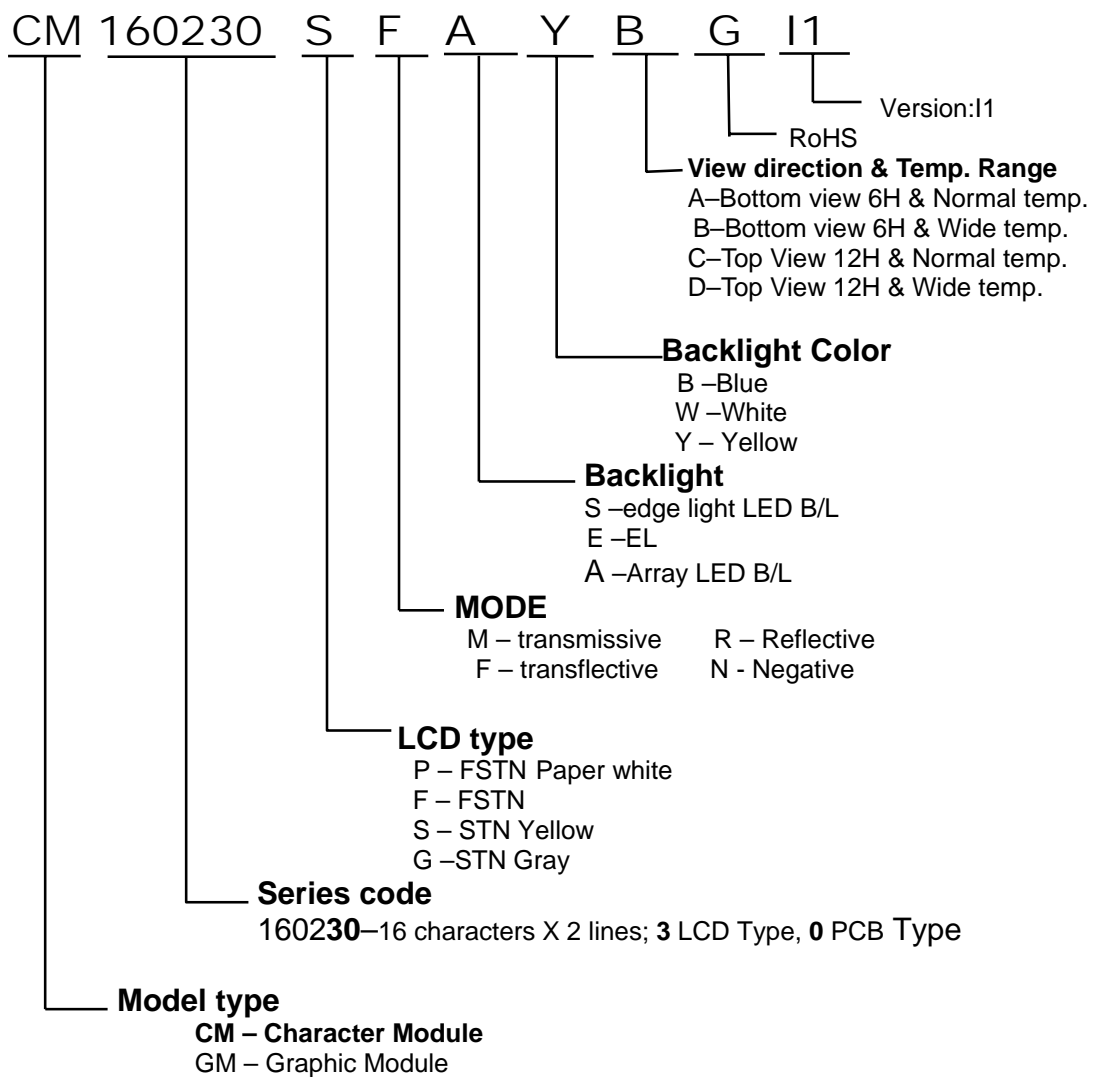 CM 160230 S F A Y B G I1
Version:I1
RoHS
View direction & Temp. Range
A–Bottom view 6H & Normal temp.
B–Bottom view 6H & Wide temp.
C–Top View 12H & Normal temp.
D–Top View 12H & Wide temp.
Backlight Color
B –Blue
W –White
Y – Yellow
Backlight
S –edge light LED B/L
E –EL
A –Array LED B/L
MODE
M – transmissive R – Reflective
F – transflective N - Negative
LCD type
P – FSTN Paper white
F – FSTN
S – STN Yellow
G –STN Gray
Series code
160230–16 characters X 2 lines; 3 LCD Type, 0 PCB Type
Model type
CM – Character Module
GM – Graphic Module